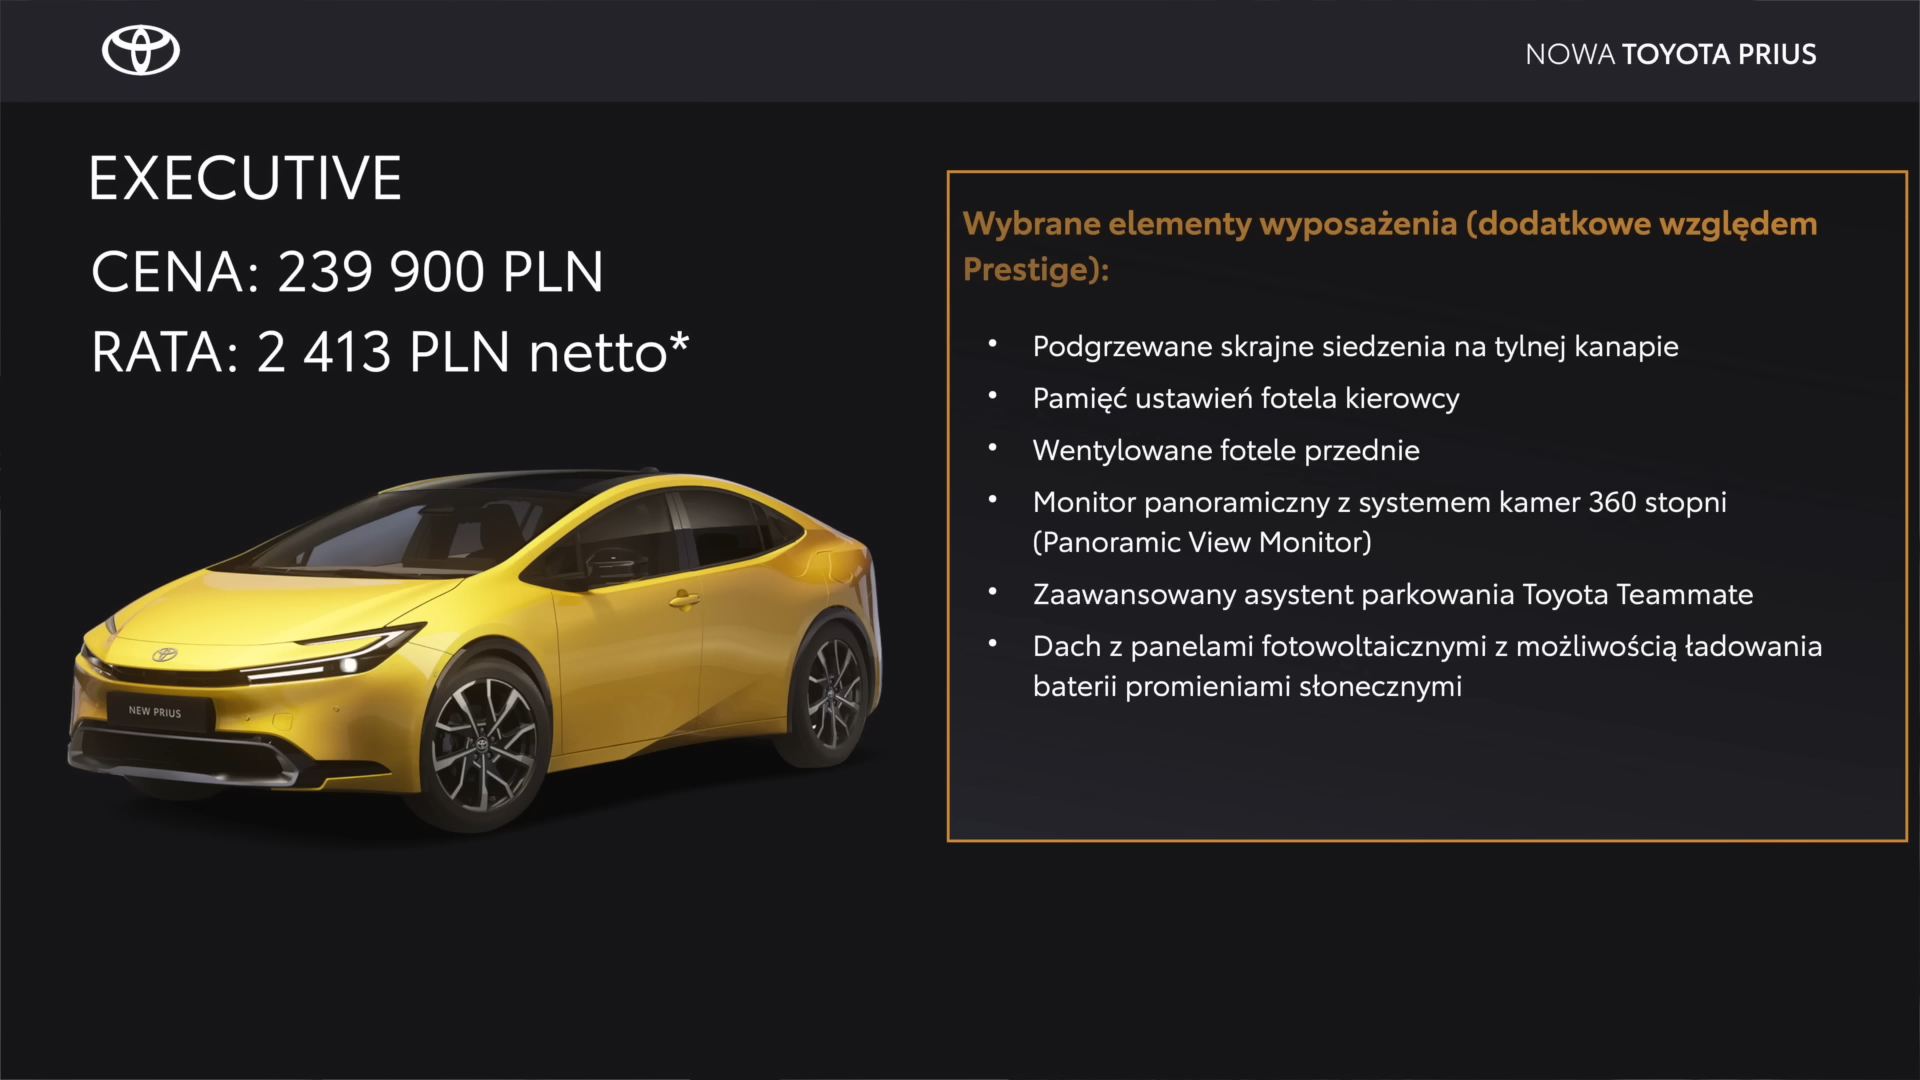 NOWA TOYOTA PRIUS
EXECUTIVE
CENA: 239 900 PLN
RATA: 2 413 PLN netto*
NEW PRIUS
Wybrane elementy wyposażenia (dodatkowe względem
Prestige):
• Podgrzewane skrajne siedzenia na tylnej kanapie
• Pamięć ustawień fotela kierowcy
• Wentylowane fotele przednie
• Monitor panoramiczny z systemem kamer 360 stopni
(Panoramic View Monitor)
• Zaawansowany asystent parkowania Toyota Teammate
• Dach z panelami fotowoltaicznymi z możliwością ładowania
baterii promieniami słonecznymi